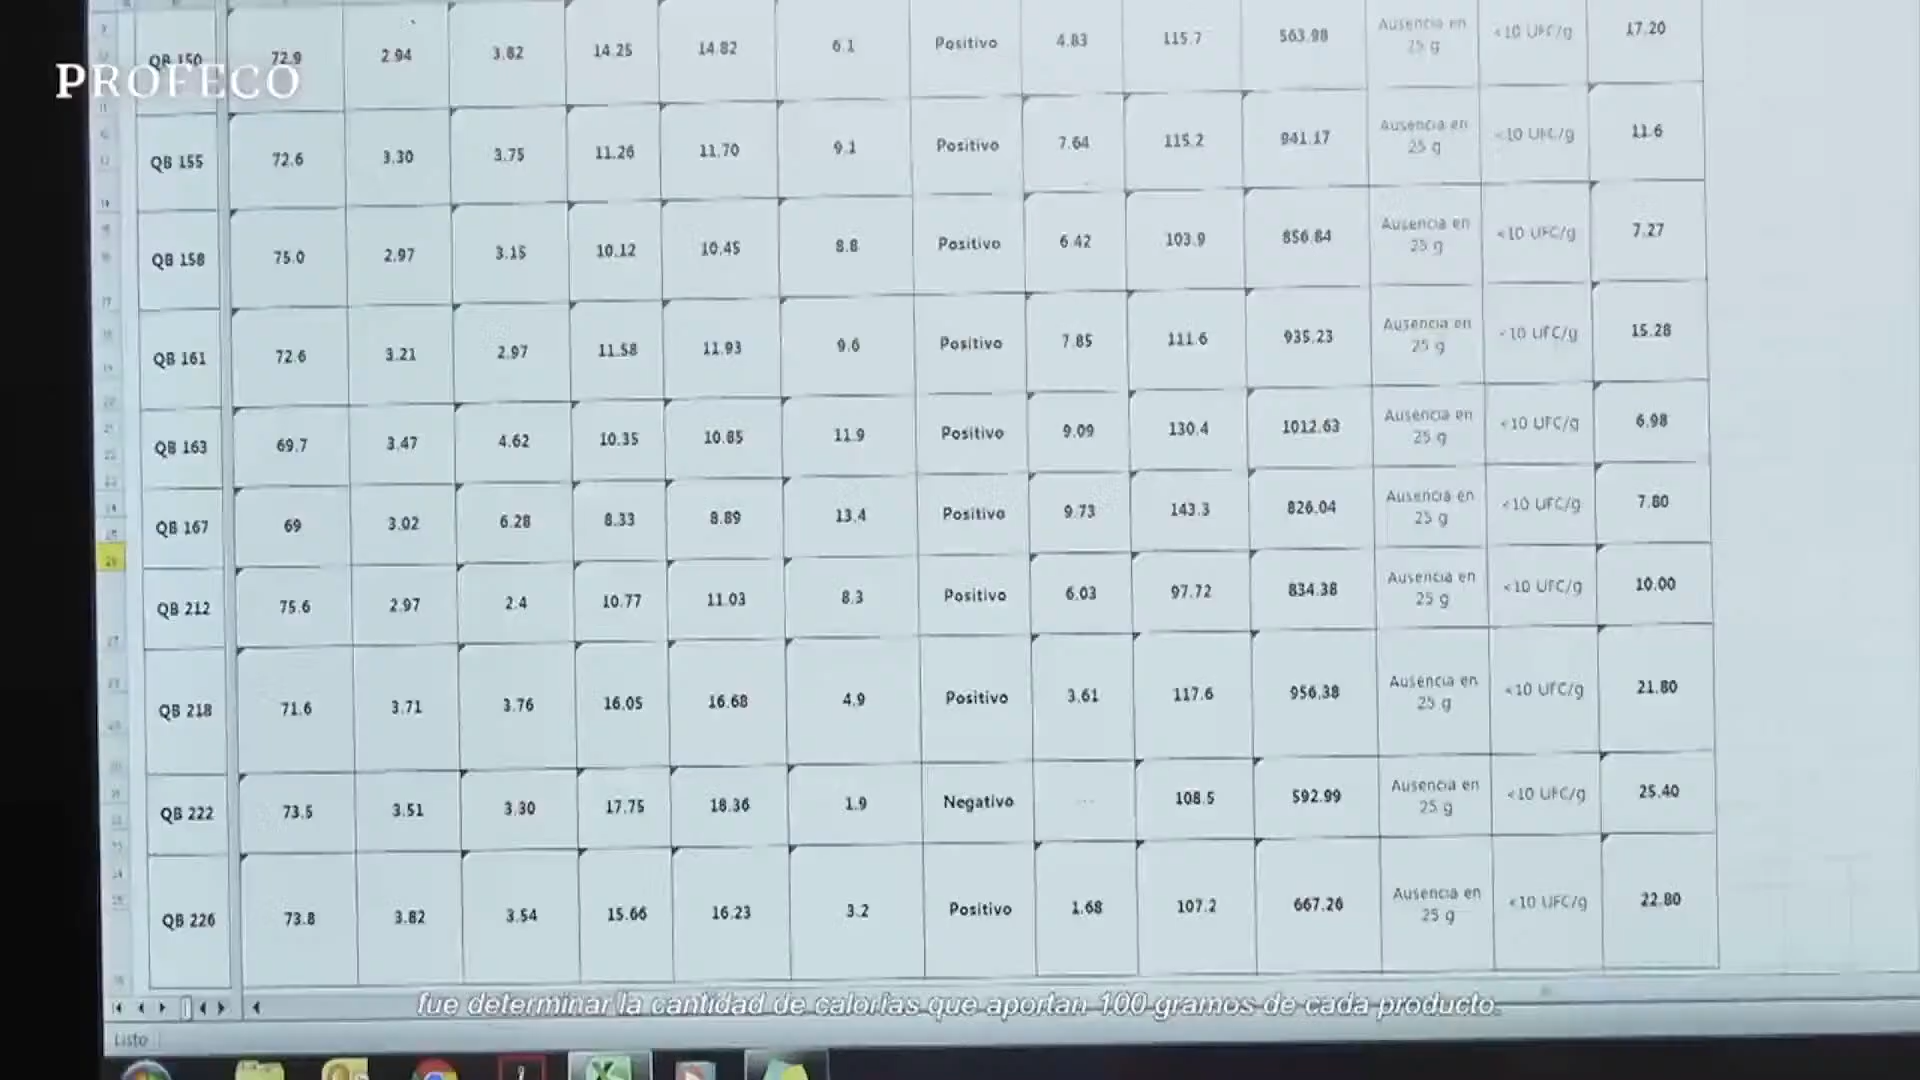 PROFECO
QB 150 72.9 2.94 3.82 14.25 14.82 6.1 Positivo 4.83 115.7 563.98 Ausencia en 25 g <10 UFC/g 17.20
QB 155 72.6 3.30 3.75 11.26 11.70 9.1 Positivo 7.64 115.2 941.17 Ausencia en 25 g <10 UFC/g 11.6
QB 158 75.0 2.97 3.15 10.12 10.45 8.8 Positivo 6.42 103.9 856.84 Ausencia en 25 g <10 UFC/g 7.27
QB 161 72.6 3.21 2.97 11.58 11.93 9.6 Positivo 7.85 111.6 935.23 Ausencia en 25 g <10 UFC/g 15.28
QB 163 69.7 3.47 4.62 10.35 10.85 11.9 Positivo 9.09 130.4 1012.63 Ausencia en 25 g <10 UFC/g 6.98
QB 167 69 3.02 6.28 8.33 8.89 13.4 Positivo 9.73 143.3 826.04 Ausencia en 25 g <10 UFC/g 7.80
QB 212 75.6 2.97 2.4 10.77 11.03 8.3 Positivo 6.03 97.72 834.38 Ausencia en 25 g <10 UFC/g 10.00
QB 218 71.6 3.71 3.76 16.05 16.68 4.9 Positivo 3.61 117.6 956.38 Ausencia en 25 g <10 UFC/g 21.80
QB 222 73.5 3.51 3.30 17.75 18.36 1.9 Negativo --- 108.5 592.99 Ausencia en 25 g <10 UFC/g 25.40
QB 226 73.8 3.82 3.54 15.66 16.23 3.2 Positivo 1.68 107.2 667.26 Ausencia en 25 g <10 UFC/g 22.80
fue determinar la cantidad de calorías que aportan 100 gramos de cada producto.
Listo